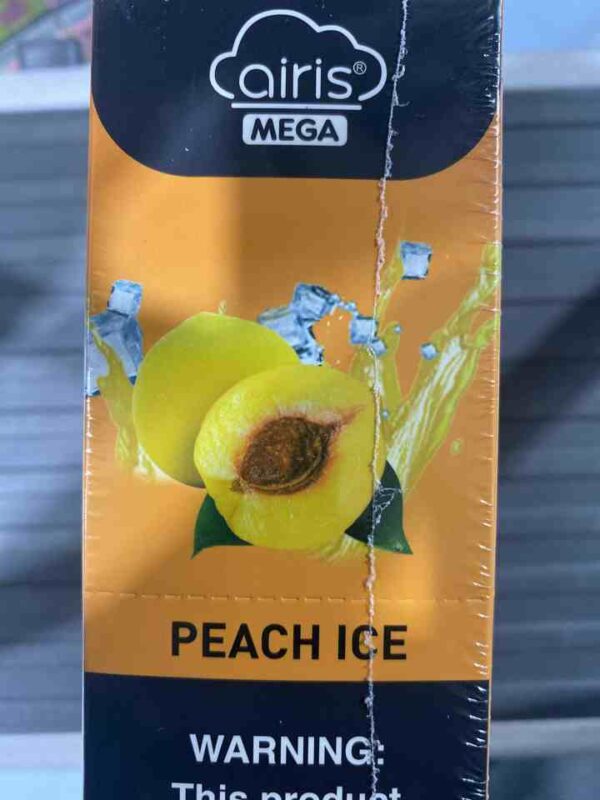 airis®
MEGA
PEACH ICE
WARNING:
This product